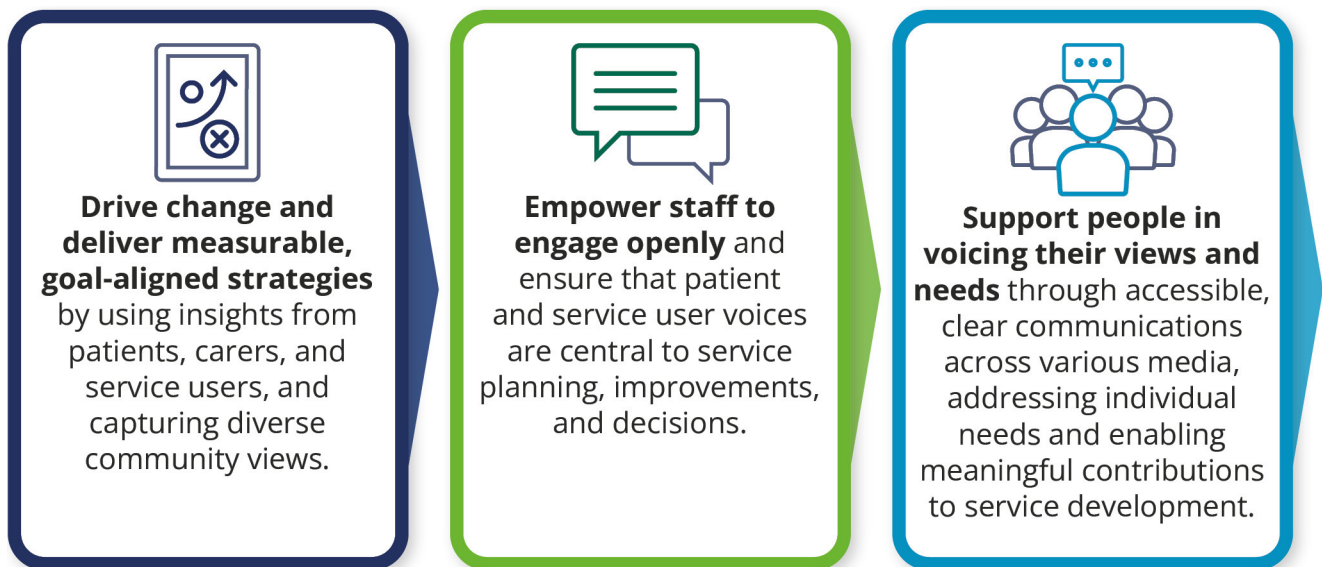 Drive change and
deliver measurable,
goal-aligned strategies
by using insights from
patients, carers, and
service users, and
capturing diverse
community views.
Empower staff to
engage openly and
ensure that patient
and service user voices
are central to service
planning, improvements,
and decisions.
Support people in
voicing their views and
needs through accessible,
clear communications
across various media,
addressing individual
needs and enabling
meaningful contributions
to service development.